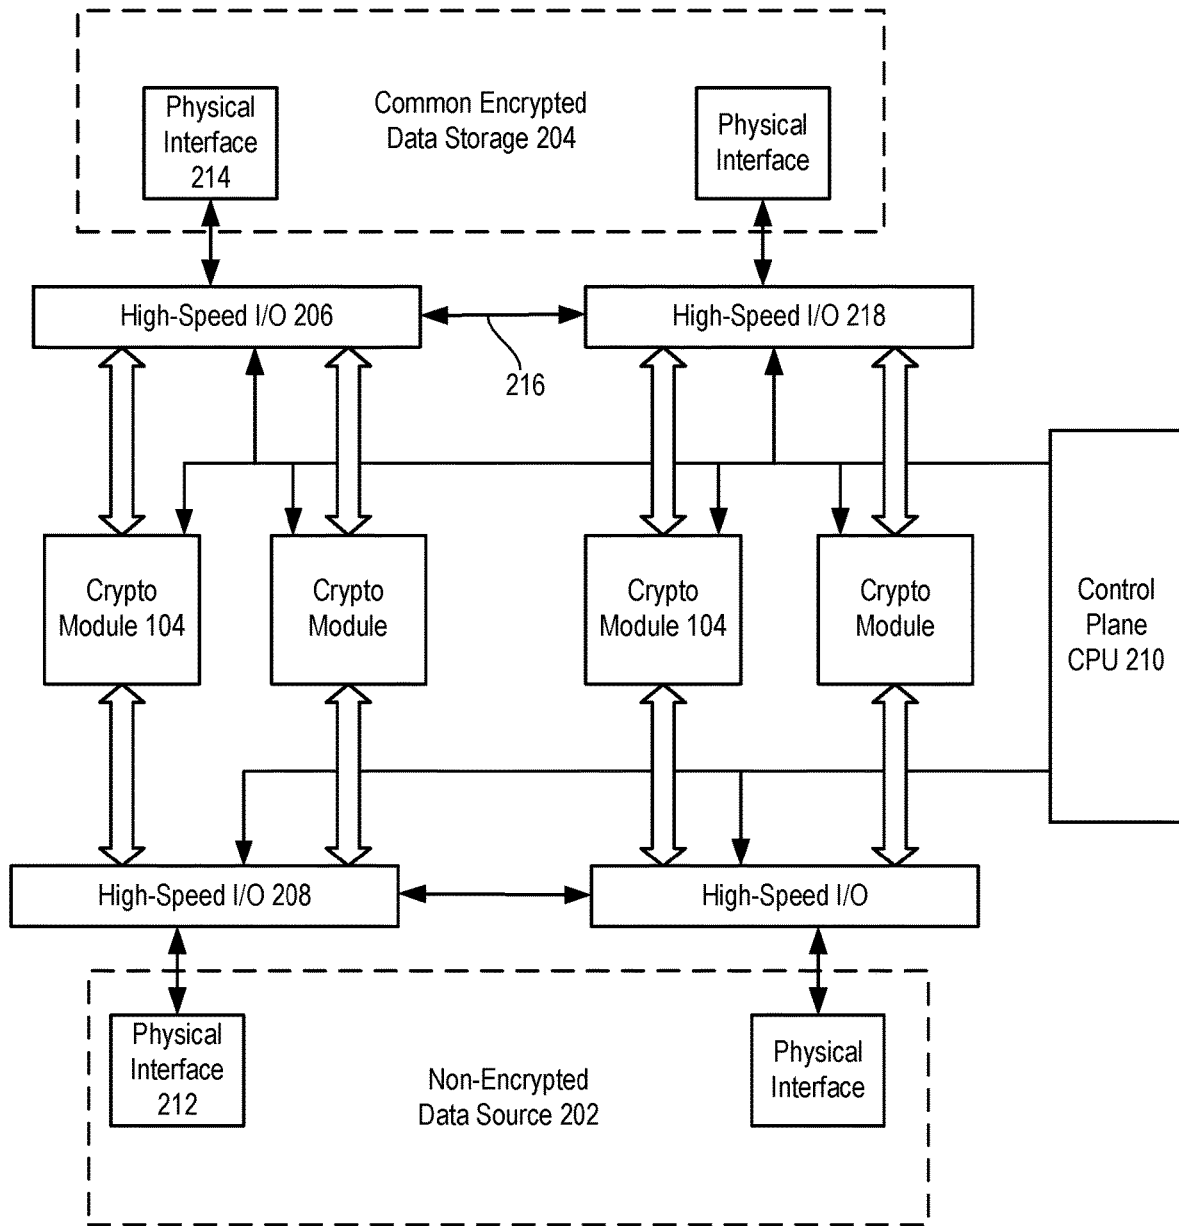 Physical
Interface
214
Common Encrypted
Data Storage 204
Physical
Interface
High-Speed I/O 206
High-Speed I/O 218
216
Crypto
Module 104
Crypto
Module
Crypto
Module 104
Crypto
Module
Control
Plane
CPU 210
High-Speed I/O 208
High-Speed I/O
Physical
Interface
212
Non-Encrypted
Data Source 202
Physical
Interface